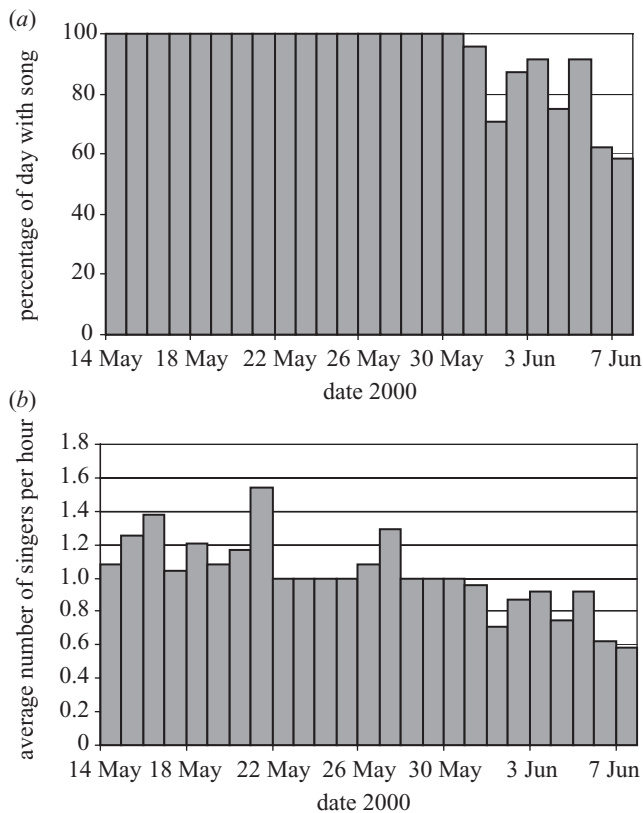 (a)
percentage of day with song
100
80
60
40
20
0
14 May 18 May 22 May 26 May 30 May 3 Jun 7 Jun
date 2000
(b)
average number of singers per hour
1.8
1.6
1.4
1.2
1.0
0.8
0.6
0.4
0.2
0
14 May 18 May 22 May 26 May 30 May 3 Jun 7 Jun
date 2000